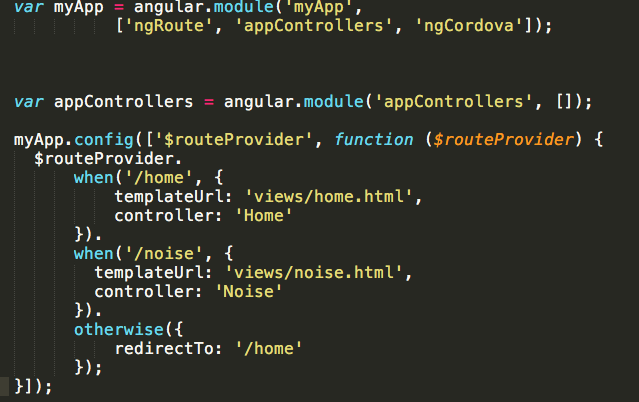 var myApp = angular.module('myApp',
          ['ngRoute', 'appControllers', 'ngCordova']);
var appControllers = angular.module('appControllers', []);
myApp.config(['$routeProvider', function ($routeProvider) {
  $routeProvider.
      when('/home', {
          templateUrl: 'views/home.html',
          controller: 'Home'
      }).
      when('/noise', {
        templateUrl: 'views/noise.html',
        controller: 'Noise'
      }).
      otherwise({
          redirectTo: '/home'
      });
}]);